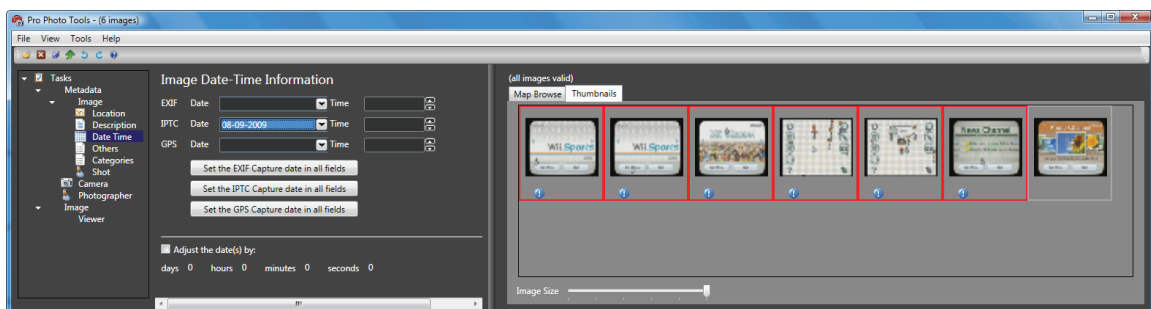 Pro Photo Tools - (6 images)
File View Tools Help
Tasks
Metadata
Image
Location
Description
Date Time
Others
Categories
Shot
Camera
Photographer
Image
Viewer
Image Date-Time Information
EXIF Date Time
IPTC Date 08-09-2009 Time
GPS Date Time
Set the EXIF Capture date in all fields
Set the IPTC Capture date in all fields
Set the GPS Capture date in all fields
Adjust the date(s) by:
days 0 hours 0 minutes 0 seconds 0
(all images valid)
Map Browse Thumbnails
Wii Sports
Wii Sports
News Channel
Image Size